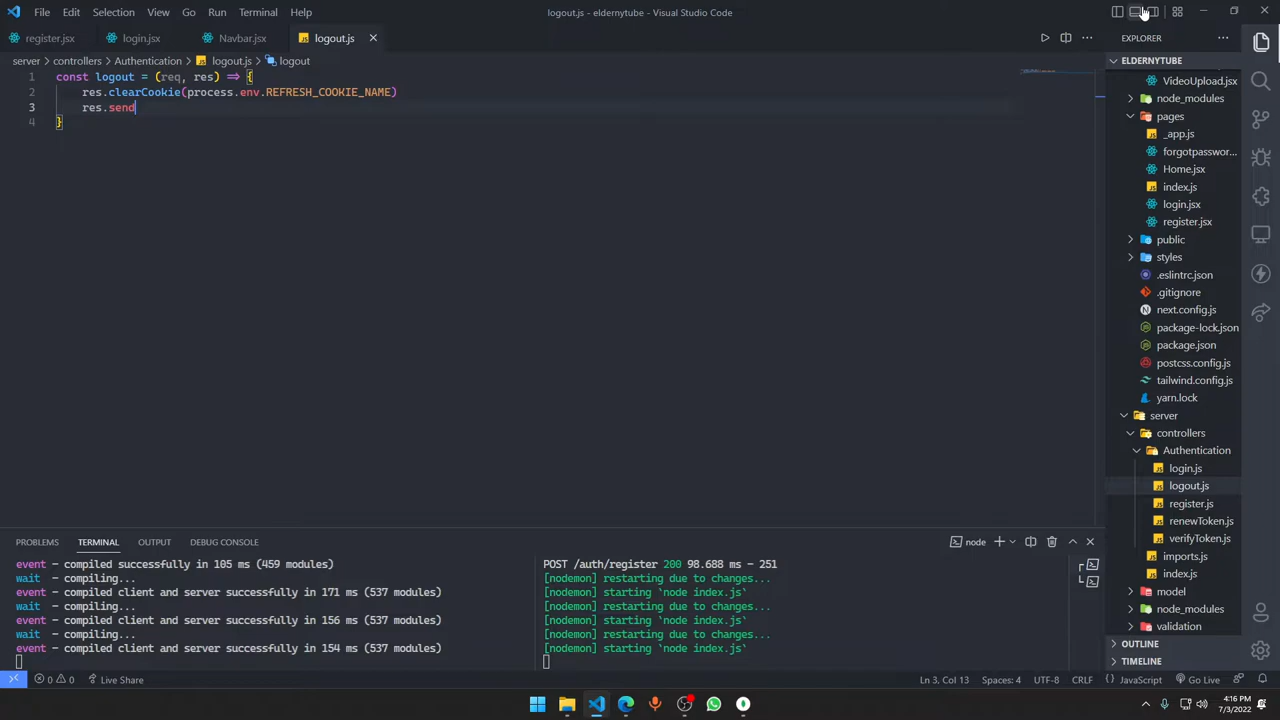 File Edit Selection View Go Run Terminal Help
logout.js - eldernytube - Visual Studio Code
register.jsx login.jsx Navbar.jsx logout.js
server controllers Authentication logout.js logout
1 const logout = (req, res) => {
2 res.clearCookie(process.env.REFRESH_COOKIE_NAME)
3 res.send
4 }
EXPLORER
ELDERNYTUBE
VideoUpload.jsx
node_modules
pages
_app.js
forgotpasswor...
Home.jsx
index.js
login.jsx
register.jsx
public
styles
.eslintrc.json
.gitignore
next.config.js
package-lock.json
package.json
postcss.config.js
tailwind.config.js
yarn.lock
server
controllers
Authentication
login.js
logout.js
register.js
renewToken.js
verifyToken.js
imports.js
index.js
model
node_modules
validation
OUTLINE
TIMELINE
PROBLEMS TERMINAL OUTPUT DEBUG CONSOLE
node
event - compiled successfully in 105 ms (459 modules)
wait - compiling...
event - compiled client and server successfully in 171 ms (537 modules)
wait - compiling...
event - compiled client and server successfully in 156 ms (537 modules)
wait - compiling...
event - compiled client and server successfully in 154 ms (537 modules)
POST /auth/register 200 98.688 ms - 251
[nodemon] restarting due to changes...
[nodemon] starting `node index.js`
[nodemon] restarting due to changes...
[nodemon] starting `node index.js`
[nodemon] restarting due to changes...
[nodemon] starting `node index.js`
0 0 Live Share
Ln 3, Col 13 Spaces: 4 UTF-8 CRLF JavaScript Go Live
4:16 PM
7/3/2022